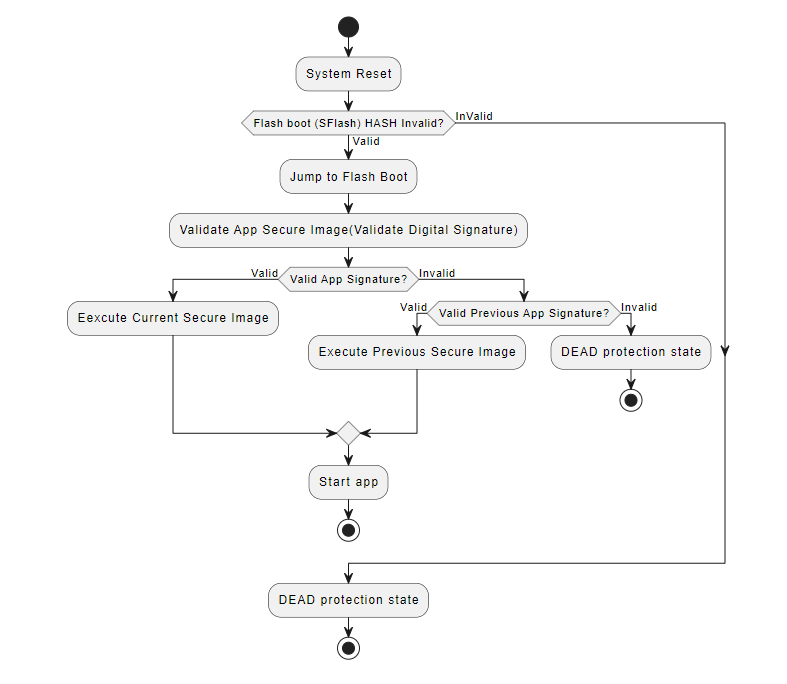 System Reset
Flash boot (SFlash) HASH Invalid?
InValid
Valid
Jump to Flash Boot
Validate App Secure Image(Validate Digital Signature)
Valid
Valid App Signature?
Invalid
Eexcute Current Secure Image
Valid
Valid Previous App Signature?
Invalid
Execute Previous Secure Image
DEAD protection state
Start app
DEAD protection state